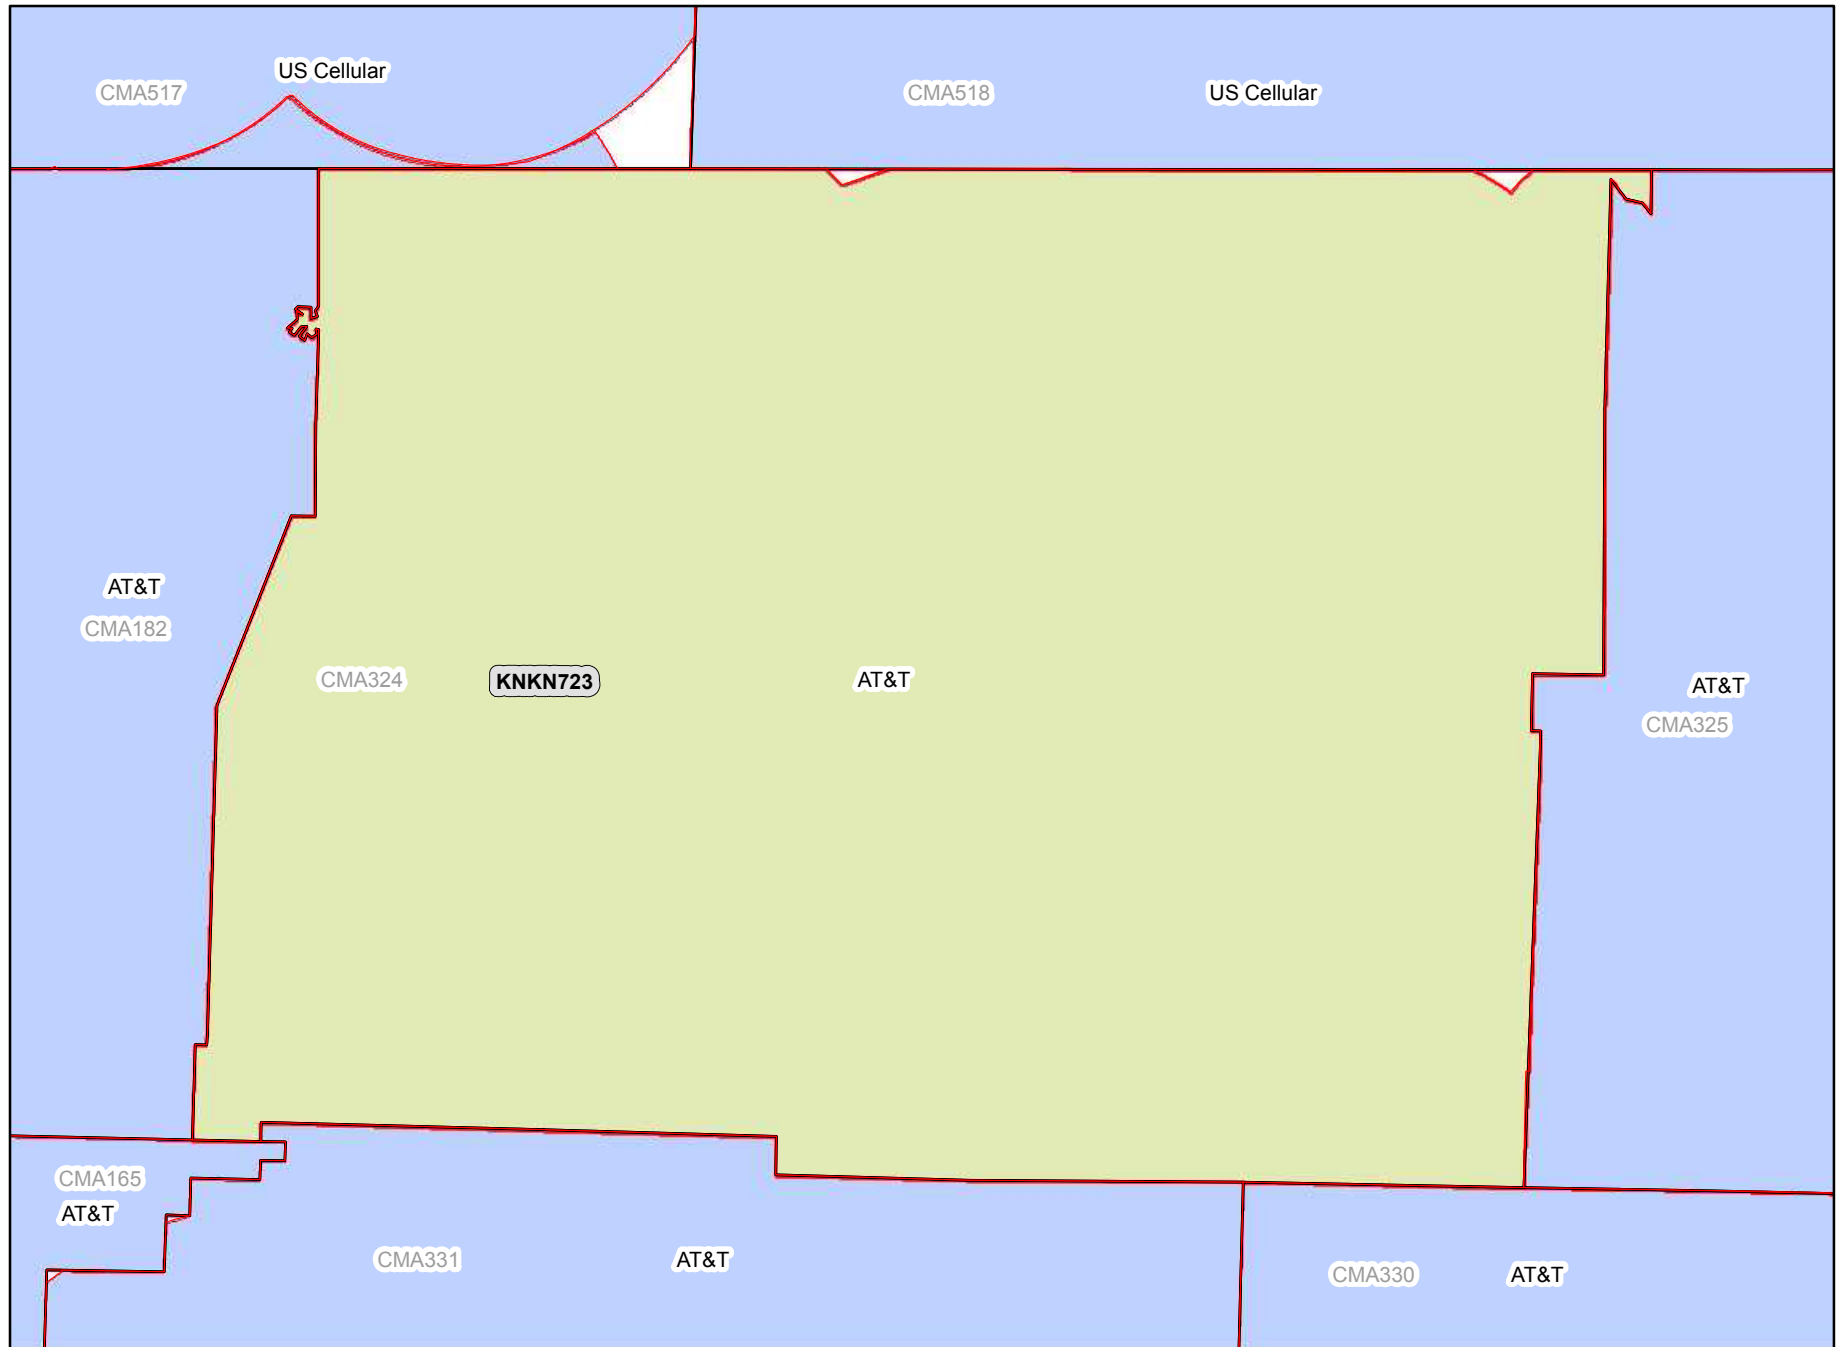 US Cellular
CMA517
CMA518
US Cellular
AT&T
CMA182
CMA324
KNKN723
AT&T
AT&T
CMA325
CMA165
AT&T
CMA331
AT&T
CMA330
AT&T